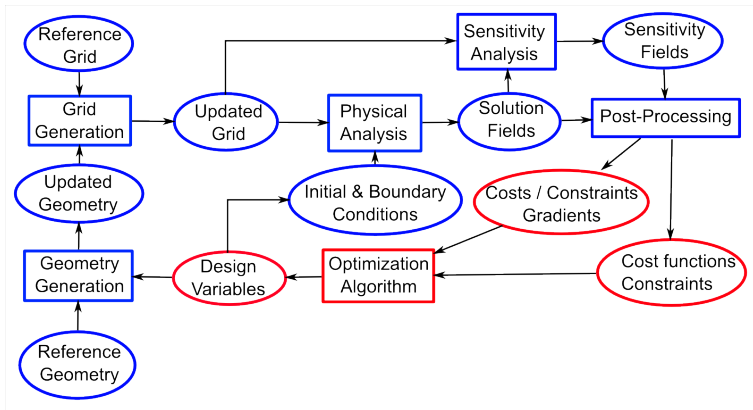 Reference
Grid
Sensitivity
Analysis
Sensitivity
Fields
Grid
Generation
Updated
Grid
Physical
Analysis
Solution
Fields
Post-Processing
Updated
Geometry
Initial & Boundary
Conditions
Costs / Constraints
Gradients
Geometry
Generation
Design
Variables
Optimization
Algorithm
Cost functions
Constraints
Reference
Geometry